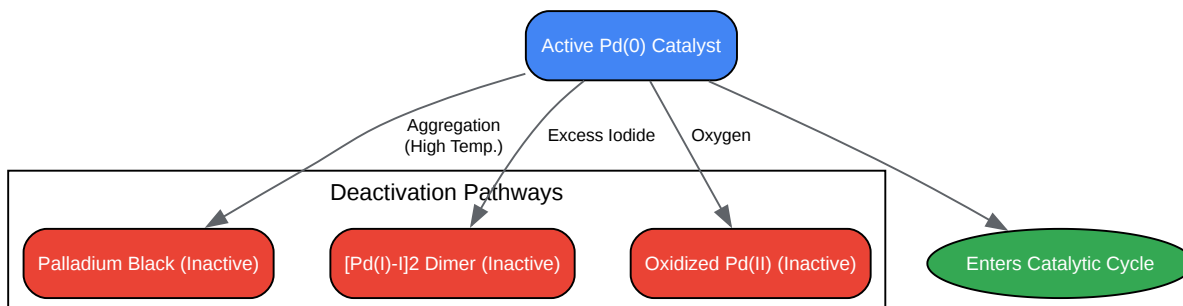 Active Pd(0) Catalyst
Aggregation
(High Temp.)
Excess Iodide
Oxygen
Deactivation Pathways
Palladium Black (Inactive)
[Pd(I)-I]2 Dimer (Inactive)
Oxidized Pd(II) (Inactive)
Enters Catalytic Cycle